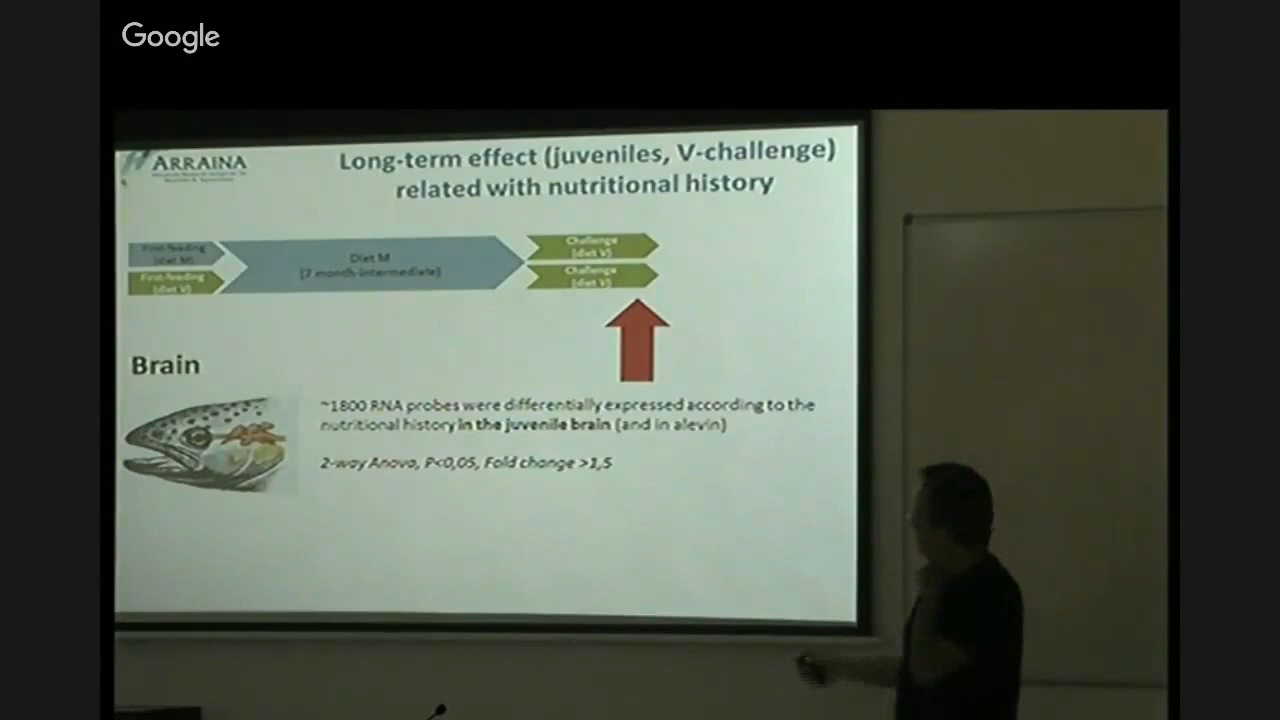 Google
ARRAINA
Long-term effect (juveniles, V-challenge)
related with nutritional history
First-feeding
(diet M)
First-feeding
(diet V)
Diet M
(7 month-intermediate)
Challenge
(diet V)
Challenge
(diet V)
Brain
~1800 RNA probes were differentially expressed according to the
nutritional history in the juvenile brain (and in alevin)
2-way Anova, P<0,05, Fold change >1,5